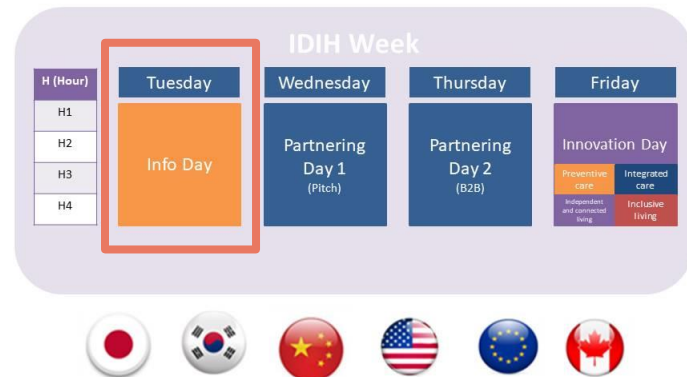 IDIH Week
H (Hour)
Tuesday
Wednesday
Thursday
Friday
H1
H2
H3
H4
Info Day
Partnering
Day 1
(Pitch)
Partnering
Day 2
(B2B)
Innovation Day
Preventive
care
Integrated
care
Independent
and connected
living
Inclusive
living